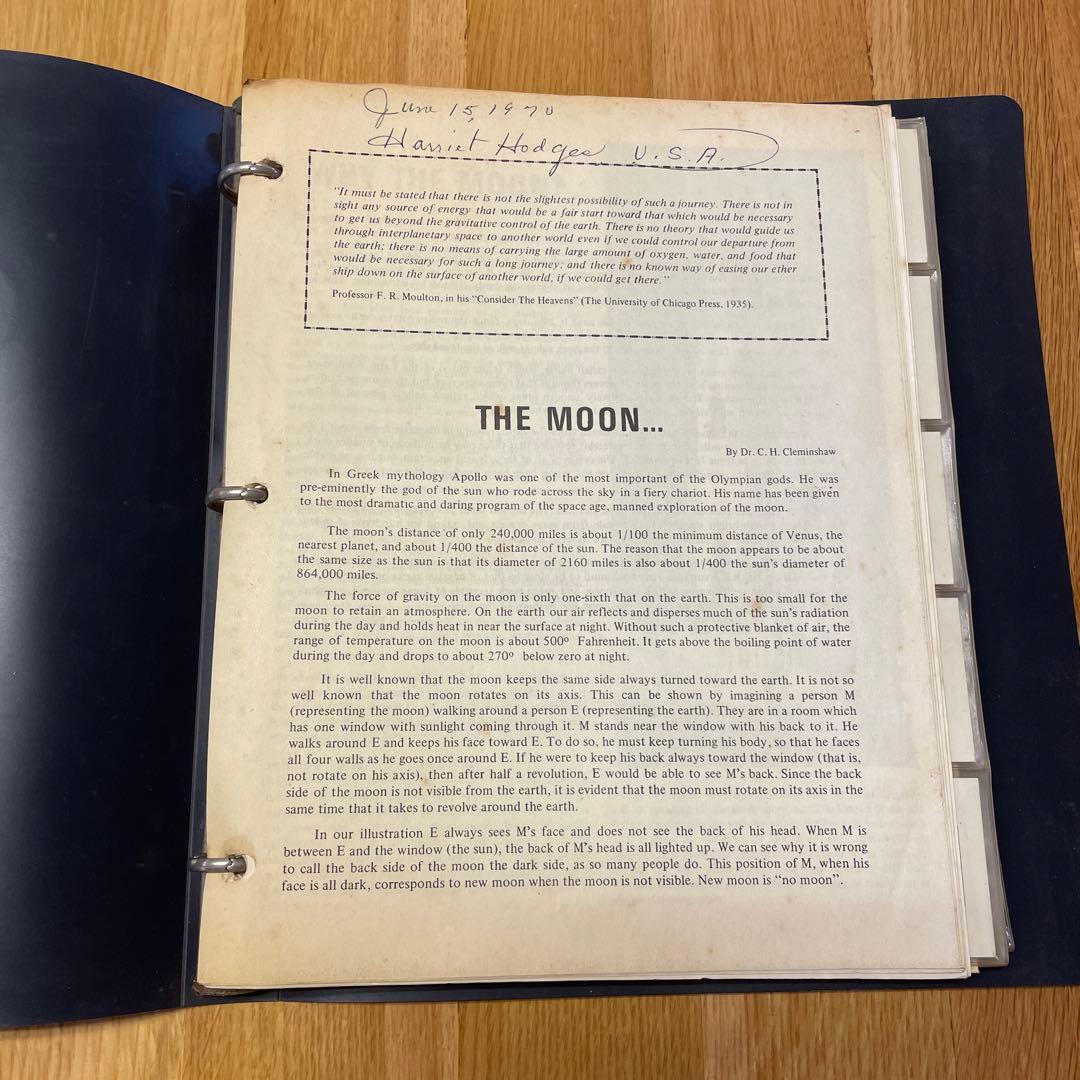 June 15, 1970
Harriet Hodges U.S.A.
"It must be stated that there is not the slightest possibility of such a journey. There is not in
sight any source of energy that would be a fair start toward that which would be necessary
to get us beyond the gravitative control of the earth. There is no theory that would guide us
through interplanetary space to another world even if we could control our departure from
the earth; there is no means of carrying the large amount of oxygen, water, and food that
would be necessary for such a long journey; and there is no known way of easing our ether
ship down on the surface of another world, if we could get there."
Professor F. R. Moulton, in his "Consider The Heavens" (The University of Chicago Press, 1935).
THE MOON...
By Dr. C. H. Cleminshaw
In Greek mythology Apollo was one of the most important of the Olympian gods. He was
pre-eminently the god of the sun who rode across the sky in a fiery chariot. His name has been given
to the most dramatic and daring program of the space age, manned exploration of the moon.
The moon's distance of only 240,000 miles is about 1/100 the minimum distance of Venus, the
nearest planet, and about 1/400 the distance of the sun. The reason that the moon appears to be about
the same size as the sun is that its diameter of 2160 miles is also about 1/400 the sun's diameter of
864,000 miles.
The force of gravity on the moon is only one-sixth that on the earth. This is too small for the
moon to retain an atmosphere. On the earth our air reflects and disperses much of the sun's radiation
during the day and holds heat in near the surface at night. Without such a protective blanket of air, the
range of temperature on the moon is about 500º Fahrenheit. It gets above the boiling point of water
during the day and drops to about 270º below zero at night.
It is well known that the moon keeps the same side always turned toward the earth. It is not so
well known that the moon rotates on its axis. This can be shown by imagining a person M
(representing the moon) walking around a person E (representing the earth). They are in a room which
has one window with sunlight coming through it. M stands near the window with his back to it. He
walks around E and keeps his face toward E. To do so, he must keep turning his body, so that he faces
all four walls as he goes once around E. If he were to keep his back always toward the window (that is,
not rotate on his axis), then after half a revolution, E would be able to see M's back. Since the back
side of the moon is not visible from the earth, it is evident that the moon must rotate on its axis in the
same time that it takes to revolve around the earth.
In our illustration E always sees M's face and does not see the back of his head. When M is
between E and the window (the sun), the back of M's head is all lighted up. We can see why it is wrong
to call the back side of the moon the dark side, as so many people do. This position of M, when his
face is all dark, corresponds to new moon when the moon is not visible. New moon is "no moon".